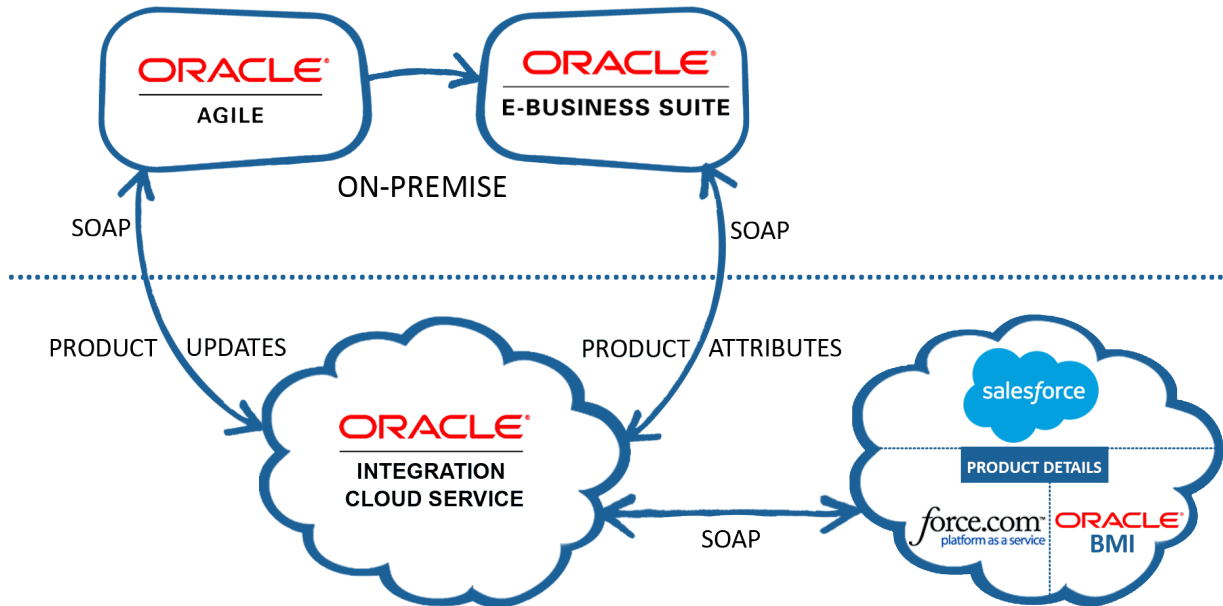 ORACLE®
AGILE
ORACLE®
E-BUSINESS SUITE
ON-PREMISE
SOAP
SOAP
PRODUCT UPDATES
PRODUCT ATTRIBUTES
ORACLE®
INTEGRATION
CLOUD SERVICE
SOAP
salesforce
PRODUCT DETAILS
force.com™
platform as a service
ORACLE®
BMI